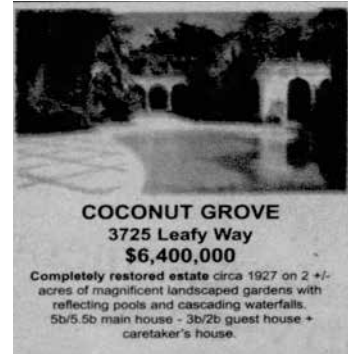 COCONUT GROVE
3725 Leafy Way
$6,400,000
Completely restored estate circa 1927 on 2 +/-
acres of magnificent landscaped gardens with
reflecting pools and cascading waterfalls.
5b/5.5b main house - 3b/2b guest house +
caretaker's house.